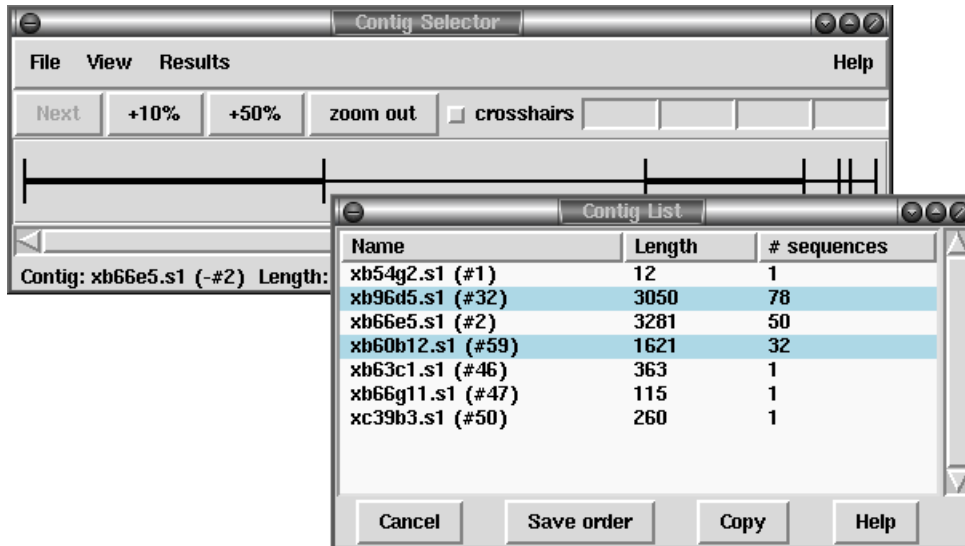 Contig Selector
File View Results Help
Next +10% +50% zoom out crosshairs
Contig: xb66e5.s1 (-#2) Length:
Contig List
Name Length # sequences
xb54g2.s1 (#1) 12 1
xb96d5.s1 (#32) 3050 78
xb66e5.s1 (#2) 3281 50
xb60b12.s1 (#59) 1621 32
xb63c1.s1 (#46) 363 1
xb66g11.s1 (#47) 115 1
xc39b3.s1 (#50) 260 1
Cancel Save order Copy Help